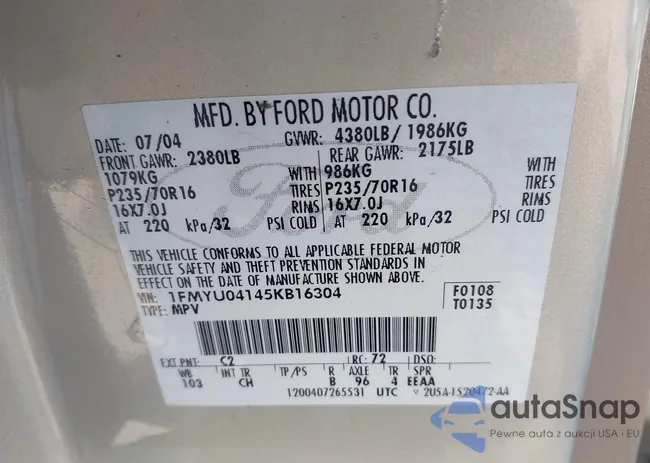 MFD. BY FORD MOTOR CO.
DATE: 07/04 GVWR: 4380LB/ 1986KG
FRONT GAWR: 2380LB REAR GAWR: 2175LB
1079KG WITH 986KG WITH
P235/70R16 TIRES P235/70R16 TIRES
16X7.0J RIMS 16X7.0J RIMS
AT 220 kPa/32 PSI COLD AT 220 kPa/32 PSI COLD
Ford
THIS VEHICLE CONFORMS TO ALL APPLICABLE FEDERAL MOTOR
VEHICLE SAFETY AND THEFT PREVENTION STANDARDS IN
EFFECT ON THE DATE OF MANUFACTURE SHOWN ABOVE.
VIN: 1FMYU04145KB16304 F0108
TYPE: MPV T0135
EXT PNT: C2 RC: 72 DSO:
WB INT TR TP/PS R AXLE TR SPR
103 CH B 96 4 EEAA
1200407265531 UTC 2U5A-1520472-AA
autaSnap
Pewne auta z aukcji USA - EU